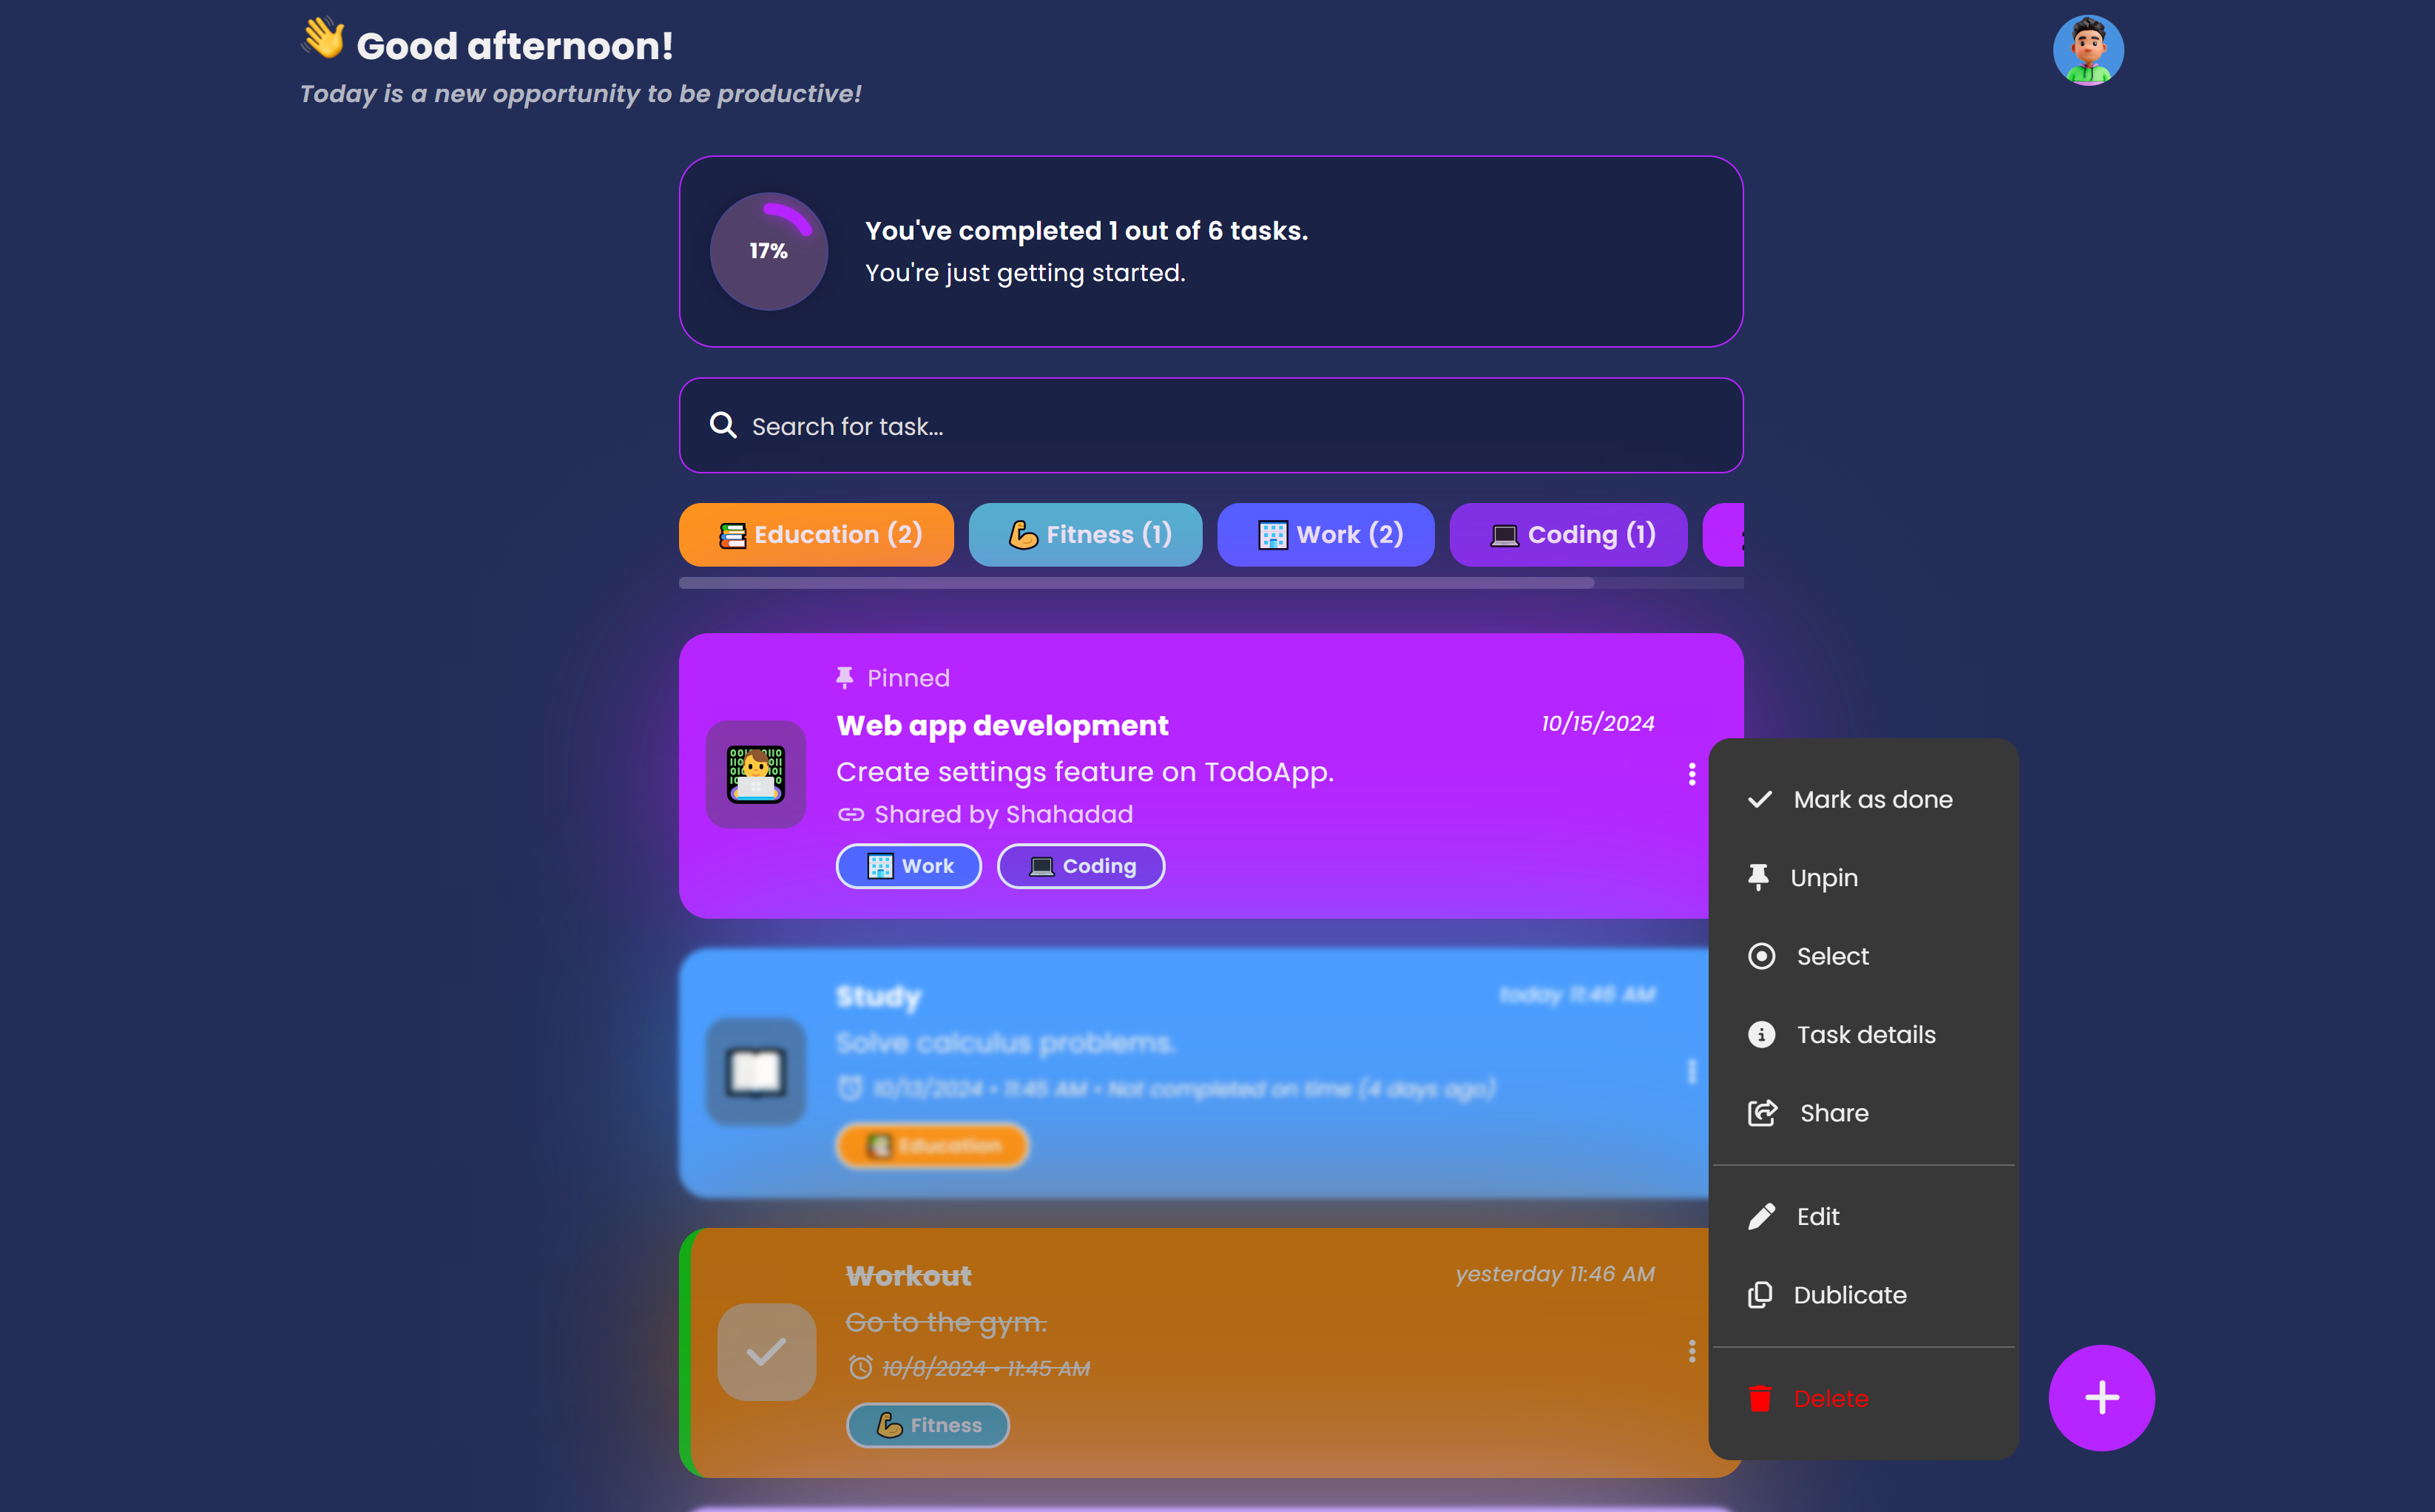 Good afternoon!
Today is a new opportunity to be productive!
17%
You've completed 1 out of 6 tasks.
You're just getting started.
Search for task...
Education (2)
Fitness (1)
Work (2)
Coding (1)
Pinned
Web app development
10/15/2024
Create settings feature on TodoApp.
Shared by Shahadad
Work
Coding
Study
today 11:46 AM
Solve calculus problems.
10/13/2024 • 11:45 AM • Not completed on time (4 days ago)
Education
Workout
yesterday 11:46 AM
Go to the gym.
10/8/2024 • 11:45 AM
Fitness
Mark as done
Unpin
Select
Task details
Share
Edit
Dublicate
Delete